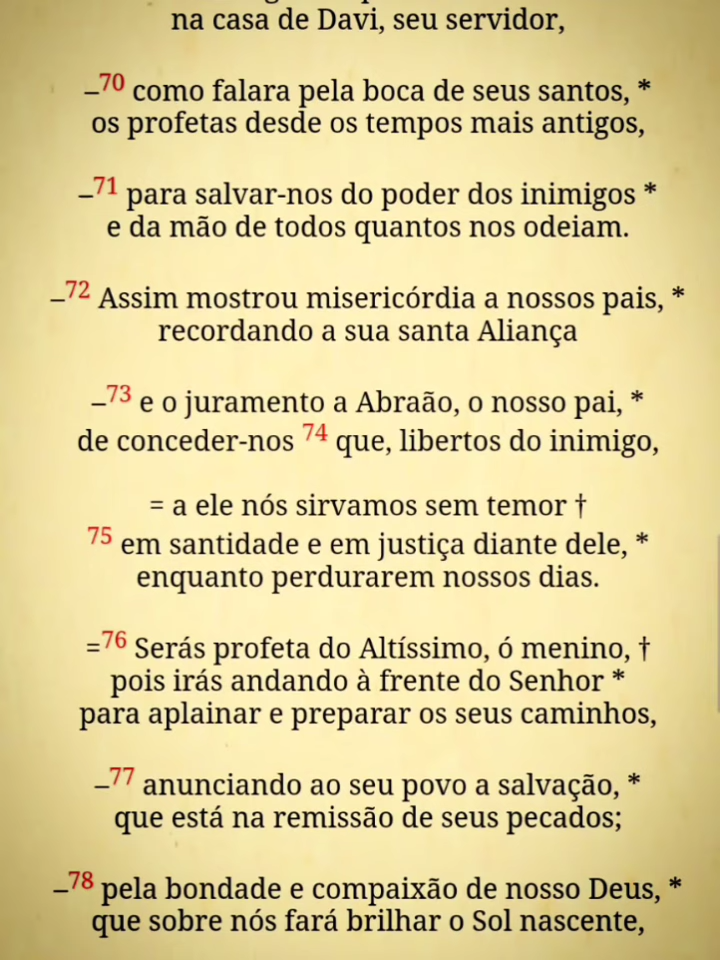 na casa de Davi, seu servidor,
–70 como falara pela boca de seus santos, *
os profetas desde os tempos mais antigos,
–71 para salvar-nos do poder dos inimigos *
e da mão de todos quantos nos odeiam.
–72 Assim mostrou misericórdia a nossos pais, *
recordando a sua santa Aliança
–73 e o juramento a Abraão, o nosso pai, *
de conceder-nos 74 que, libertos do inimigo,
= a ele nós sirvamos sem temor †
75 em santidade e em justiça diante dele, *
enquanto perdurarem nossos dias.
=76 Serás profeta do Altíssimo, ó menino, †
pois irás andando à frente do Senhor *
para aplainar e preparar os seus caminhos,
–77 anunciando ao seu povo a salvação, *
que está na remissão de seus pecados;
–78 pela bondade e compaixão de nosso Deus, *
que sobre nós fará brilhar o Sol nascente,